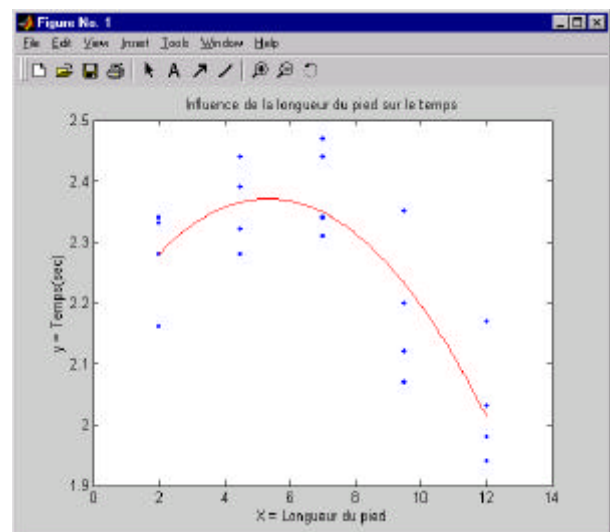 Figure No. 1
File Edit View Insert Tools Window Help
A
Influence de la longueur du pied sur le temps
2.5
2.4
2.3
2.2
2.1
2
1.9
y = Temps(sec)
0 2 4 6 8 10 12 14
X = Longueur du pied